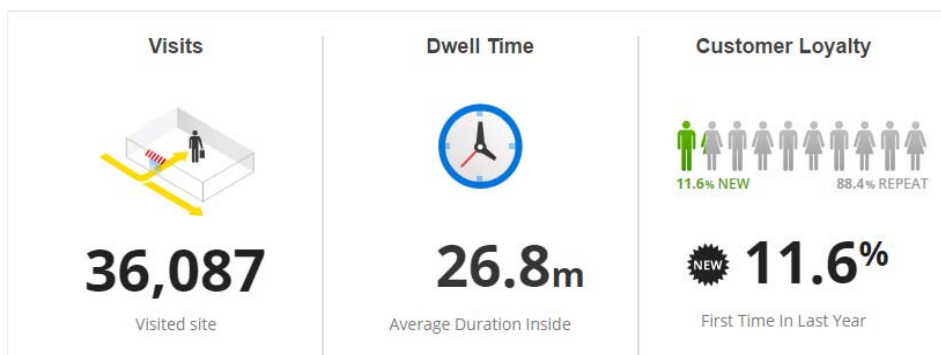 Visits
36,087
Visited site
Dwell Time
26.8m
Average Duration Inside
Customer Loyalty
11.6% NEW 88.4% REPEAT
NEW 11.6%
First Time In Last Year